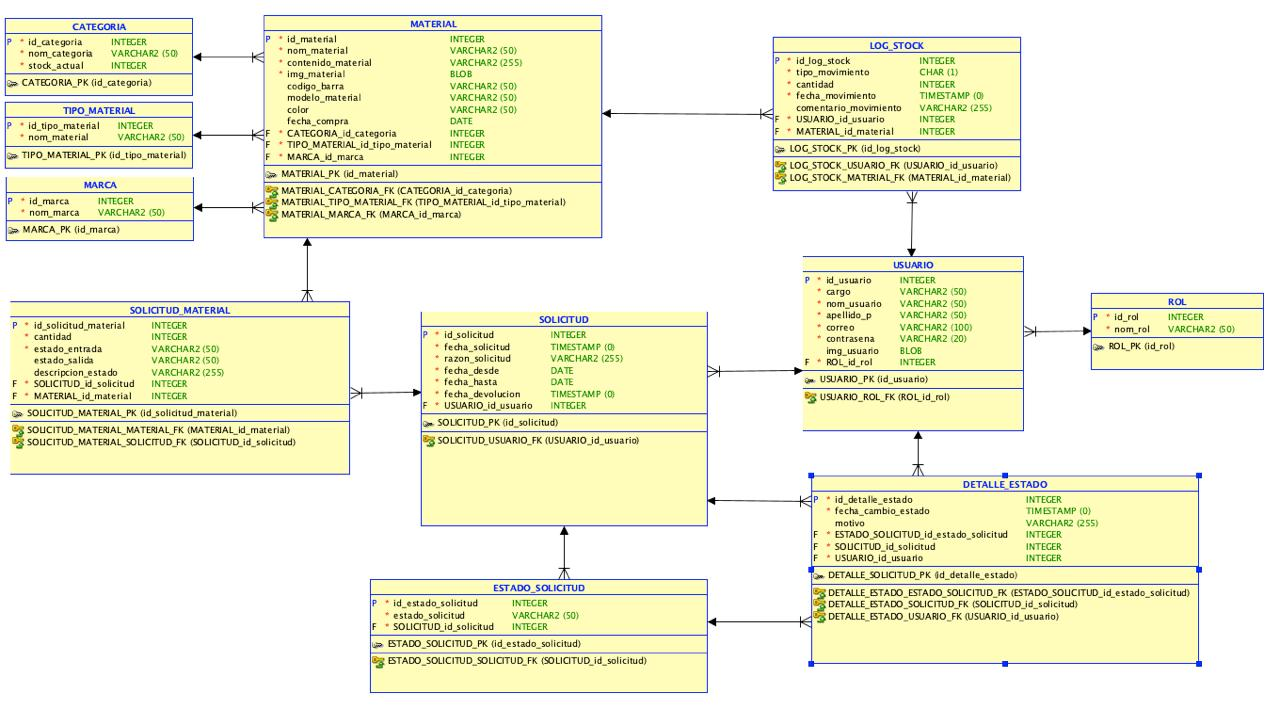 CATEGORIA
P * id_categoria INTEGER
* nom_categoria VARCHAR2 (50)
* stock_actual INTEGER
CATEGORIA_PK (id_categoria)
TIPO_MATERIAL
P * id_tipo_material INTEGER
* nom_material VARCHAR2 (50)
TIPO_MATERIAL_PK (id_tipo_material)
MARCA
P * id_marca INTEGER
* nom_marca VARCHAR2 (50)
MARCA_PK (id_marca)
MATERIAL
P * id_material INTEGER
* nom_material VARCHAR2 (50)
* contenido_material VARCHAR2 (255)
* img_material BLOB
codigo_barra VARCHAR2 (50)
modelo_material VARCHAR2 (50)
color VARCHAR2 (50)
fecha_compra DATE
F * CATEGORIA_id_categoria INTEGER
F * TIPO_MATERIAL_id_tipo_material INTEGER
F * MARCA_id_marca INTEGER
MATERIAL_PK (id_material)
MATERIAL_CATEGORIA_FK (CATEGORIA_id_categoria)
MATERIAL_TIPO_MATERIAL_FK (TIPO_MATERIAL_id_tipo_material)
MATERIAL_MARCA_FK (MARCA_id_marca)
LOG_STOCK
P * id_log_stock INTEGER
* tipo_movimiento CHAR (1)
* cantidad INTEGER
* fecha_movimiento TIMESTAMP (0)
comentario_movimiento VARCHAR2 (255)
F * USUARIO_id_usuario INTEGER
F * MATERIAL_id_material INTEGER
LOG_STOCK_PK (id_log_stock)
LOG_STOCK_USUARIO_FK (USUARIO_id_usuario)
LOG_STOCK_MATERIAL_FK (MATERIAL_id_material)
SOLICITUD_MATERIAL
P * id_solicitud_material INTEGER
* cantidad INTEGER
* estado_entrada VARCHAR2 (50)
estado_salida VARCHAR2 (50)
descripcion_estado VARCHAR2 (255)
F * SOLICITUD_id_solicitud INTEGER
F * MATERIAL_id_material INTEGER
SOLICITUD_MATERIAL_PK (id_solicitud_material)
SOLICITUD_MATERIAL_MATERIAL_FK (MATERIAL_id_material)
SOLICITUD_MATERIAL_SOLICITUD_FK (SOLICITUD_id_solicitud)
SOLICITUD
P * id_solicitud INTEGER
* fecha_solicitud TIMESTAMP (0)
* razon_solicitud VARCHAR2 (255)
* fecha_desde DATE
* fecha_hasta DATE
* fecha_devolucion TIMESTAMP (0)
F * USUARIO_id_usuario INTEGER
SOLICITUD_PK (id_solicitud)
SOLICITUD_USUARIO_FK (USUARIO_id_usuario)
USUARIO
P * id_usuario INTEGER
* cargo VARCHAR2 (50)
* nom_usuario VARCHAR2 (50)
* apellido_p VARCHAR2 (50)
* correo VARCHAR2 (100)
* contrasena VARCHAR2 (20)
img_usuario BLOB
F * ROL_id_rol INTEGER
USUARIO_PK (id_usuario)
USUARIO_ROL_FK (ROL_id_rol)
ROL
P * id_rol INTEGER
* nom_rol VARCHAR2 (50)
ROL_PK (id_rol)
ESTADO_SOLICITUD
P * id_estado_solicitud INTEGER
* estado_solicitud VARCHAR2 (50)
F * SOLICITUD_id_solicitud INTEGER
ESTADO_SOLICITUD_PK (id_estado_solicitud)
ESTADO_SOLICITUD_SOLICITUD_FK (SOLICITUD_id_solicitud)
DETALLE_ESTADO
P * id_detalle_estado INTEGER
* fecha_cambio_estado TIMESTAMP (0)
motivo VARCHAR2 (255)
F * ESTADO_SOLICITUD_id_estado_solicitud INTEGER
F * SOLICITUD_id_solicitud INTEGER
F * USUARIO_id_usuario INTEGER
DETALLE_SOLICITUD_PK (id_detalle_estado)
DETALLE_ESTADO_ESTADO_SOLICITUD_FK (ESTADO_SOLICITUD_id_estado_solicitud)
DETALLE_ESTADO_SOLICITUD_FK (SOLICITUD_id_solicitud)
DETALLE_ESTADO_USUARIO_FK (USUARIO_id_usuario)